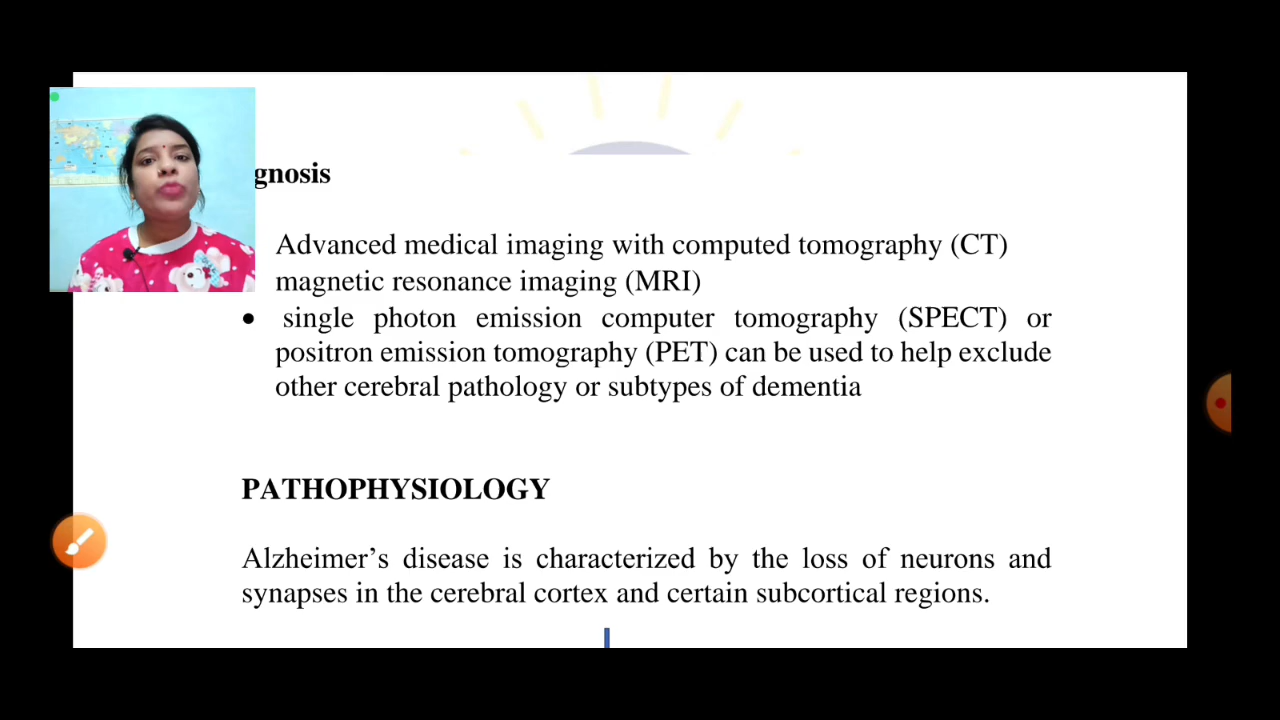 gnosis
Advanced medical imaging with computed tomography (CT)
magnetic resonance imaging (MRI)
• single photon emission computer tomography (SPECT) or
positron emission tomography (PET) can be used to help exclude
other cerebral pathology or subtypes of dementia
PATHOPHYSIOLOGY
Alzheimer’s disease is characterized by the loss of neurons and
synapses in the cerebral cortex and certain subcortical regions.